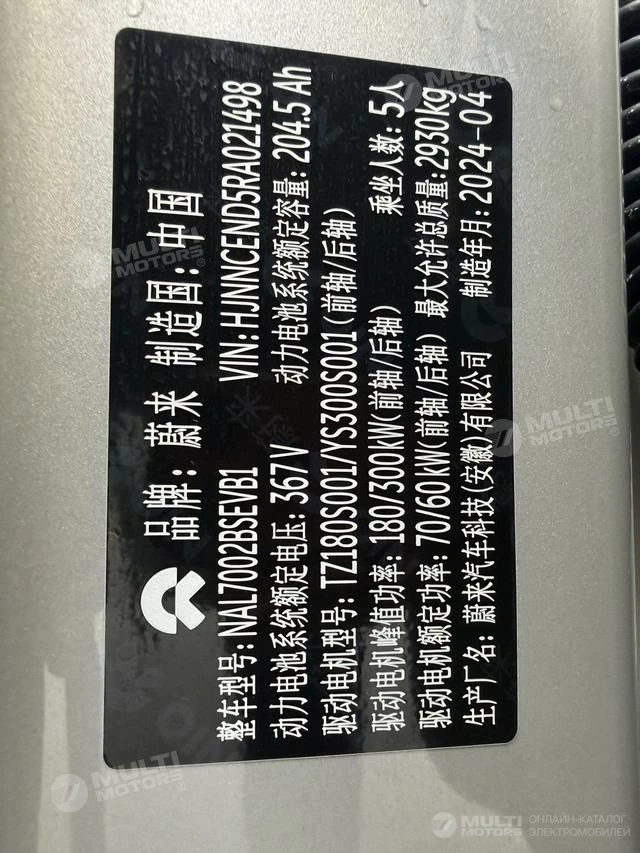 品牌: 蔚来 制造国: 中国
整车型号: NAL7002BSEVB1 VIN: HJNNCEND5RA021498
动力电池系统额定电压: 367 V 动力电池系统额定容量: 204.5 Ah
驱动电机型号: TZ180S001/YS300S001 (前轴/后轴)
驱动电机峰值功率: 180/300kW(前轴/后轴) 乘坐人数: 5人
驱动电机额定功率: 70/60 kW(前轴/后轴) 最大允许总质量: 2930kg
生产厂名: 蔚来汽车科技(安徽)有限公司 制造年月: 2024-04
MULTI MOTORS
MULTI MOTORS
MULTI MOTORS
MULTI MOTORS
MULTI MOTORS ОНЛАЙН-КАТАЛОГ ЭЛЕКТРОМОБИЛЕЙ